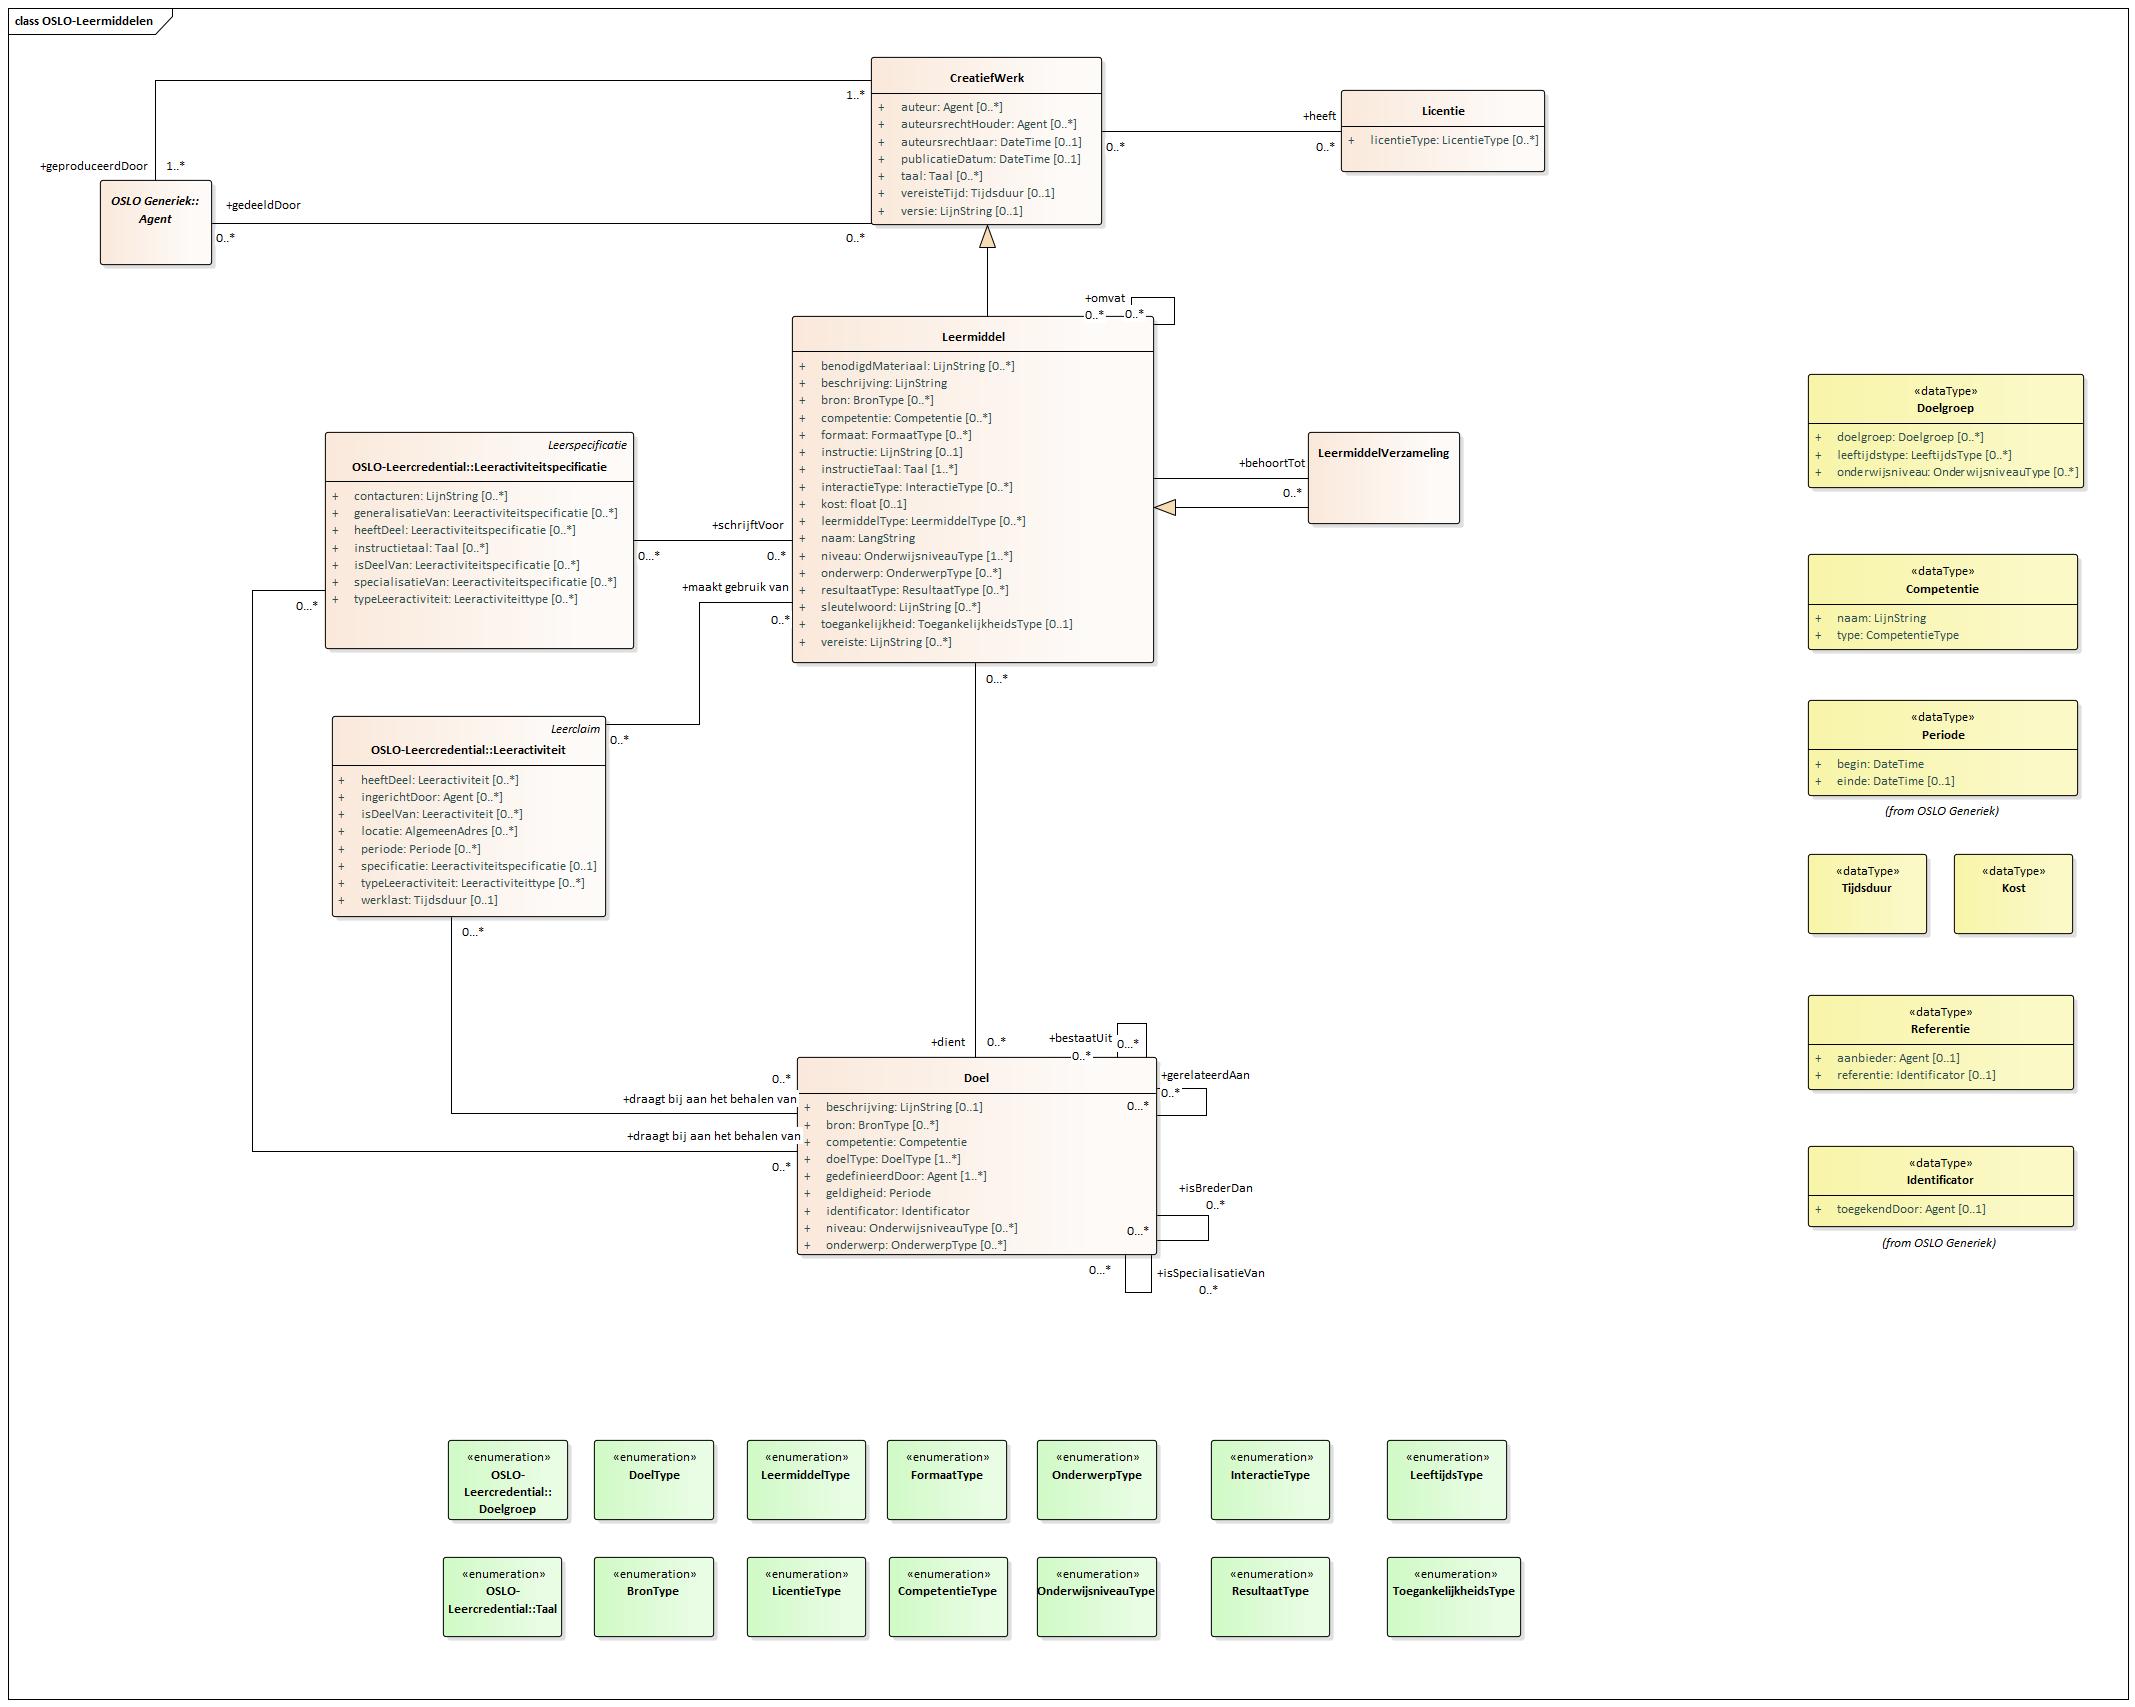 class OSLO-Leermiddelen
CreatiefWerk
+ auteur: Agent [0..*]
+ auteursrechtHouder: Agent [0..*]
+ auteursrechtJaar: DateTime [0..1]
+ publicatieDatum: DateTime [0..1]
+ taal: Taal [0..*]
+ vereisteTijd: Tijdsduur [0..1]
+ versie: LijnString [0..1]
1..*
+geproduceerdDoor
1..*
OSLO Generiek::
Agent
+gedeeldDoor
0..*
0..*
+heeft
0..*
0..*
Licentie
+ licentieType: LicentieType [0..*]
+omvat
0..*
0..*
Leermiddel
+ benodigdMateriaal: LijnString [0..*]
+ beschrijving: LijnString
+ bron: BronType [0..*]
+ competentie: Competentie [0..*]
+ formaat: FormaatType [0..*]
+ instructie: LijnString [0..1]
+ instructieTaal: Taal [1..*]
+ interactieType: InteractieType [0..*]
+ kost: float [0..1]
+ leermiddelType: LeermiddelType [0..*]
+ naam: LangString
+ niveau: OnderwijsniveauType [1..*]
+ onderwerp: OnderwerpType [0..*]
+ resultaatType: ResultaatType [0..*]
+ sleutelwoord: LijnString [0..*]
+ toegankelijkheid: ToegankelijkheidsType [0..1]
+ vereiste: LijnString [0..*]
+behoortTot
0..*
LeermiddelVerzameling
Leerspecificatie
OSLO-Leercredential::Leeractiviteitspecificatie
+ contacturen: LijnString [0..*]
+ generalisatieVan: Leeractiviteitspecificatie [0..*]
+ heeftDeel: Leeractiviteitspecificatie [0..*]
+ instructietaal: Taal [0..*]
+ isDeelVan: Leeractiviteitspecificatie [0..*]
+ specialisatieVan: Leeractiviteitspecificatie [0..*]
+ typeLeeractiviteit: Leeractiviteittype [0..*]
+schrijftVoor
0...*
0..*
+maakt gebruik van
0..*
0...*
Leerclaim
OSLO-Leercredential::Leeractiviteit
+ heeftDeel: Leeractiviteit [0..*]
+ ingerichtDoor: Agent [0..*]
+ isDeelVan: Leeractiviteit [0..*]
+ locatie: AlgemeenAdres [0..*]
+ periode: Periode [0..*]
+ specificatie: Leeractiviteitspecificatie [0..1]
+ typeLeeractiviteit: Leeractiviteittype [0..*]
+ werklast: Tijdsduur [0..1]
0..*
0...*
0...*
+dient
0..*
+bestaatUit
0..*
0...*
Doel
+ beschrijving: LijnString [0..1]
+ bron: BronType [0..*]
+ competentie: Competentie
+ doelType: DoelType [1..*]
+ gedefinieerdDoor: Agent [1..*]
+ geldigheid: Periode
+ identificator: Identificator
+ niveau: OnderwijsniveauType [0..*]
+ onderwerp: OnderwerpType [0..*]
0..*
+draagt bij aan het behalen van
+draagt bij aan het behalen van
0..*
+gerelateerdAan
0..*
0...*
+isBrederDan
0..*
0...*
0...*
+isSpecialisatieVan
0..*
«dataType»
Doelgroep
+ doelgroep: Doelgroep [0..*]
+ leeftijdstype: LeeftijdsType [0..*]
+ onderwijsniveau: OnderwijsniveauType [0..*]
«dataType»
Competentie
+ naam: LijnString
+ type: CompetentieType
«dataType»
Periode
+ begin: DateTime
+ einde: DateTime [0..1]
(from OSLO Generiek)
«dataType»
Tijdsduur
«dataType»
Kost
«dataType»
Referentie
+ aanbieder: Agent [0..1]
+ referentie: Identificator [0..1]
«dataType»
Identificator
+ toegekendDoor: Agent [0..1]
(from OSLO Generiek)
«enumeration»
OSLO-
Leercredential::
Doelgroep
«enumeration»
DoelType
«enumeration»
LeermiddelType
«enumeration»
FormaatType
«enumeration»
OnderwerpType
«enumeration»
InteractieType
«enumeration»
LeeftijdsType
«enumeration»
OSLO-
Leercredential::Taal
«enumeration»
BronType
«enumeration»
LicentieType
«enumeration»
CompetentieType
«enumeration»
OnderwijsniveauType
«enumeration»
ResultaatType
«enumeration»
ToegankelijkheidsType